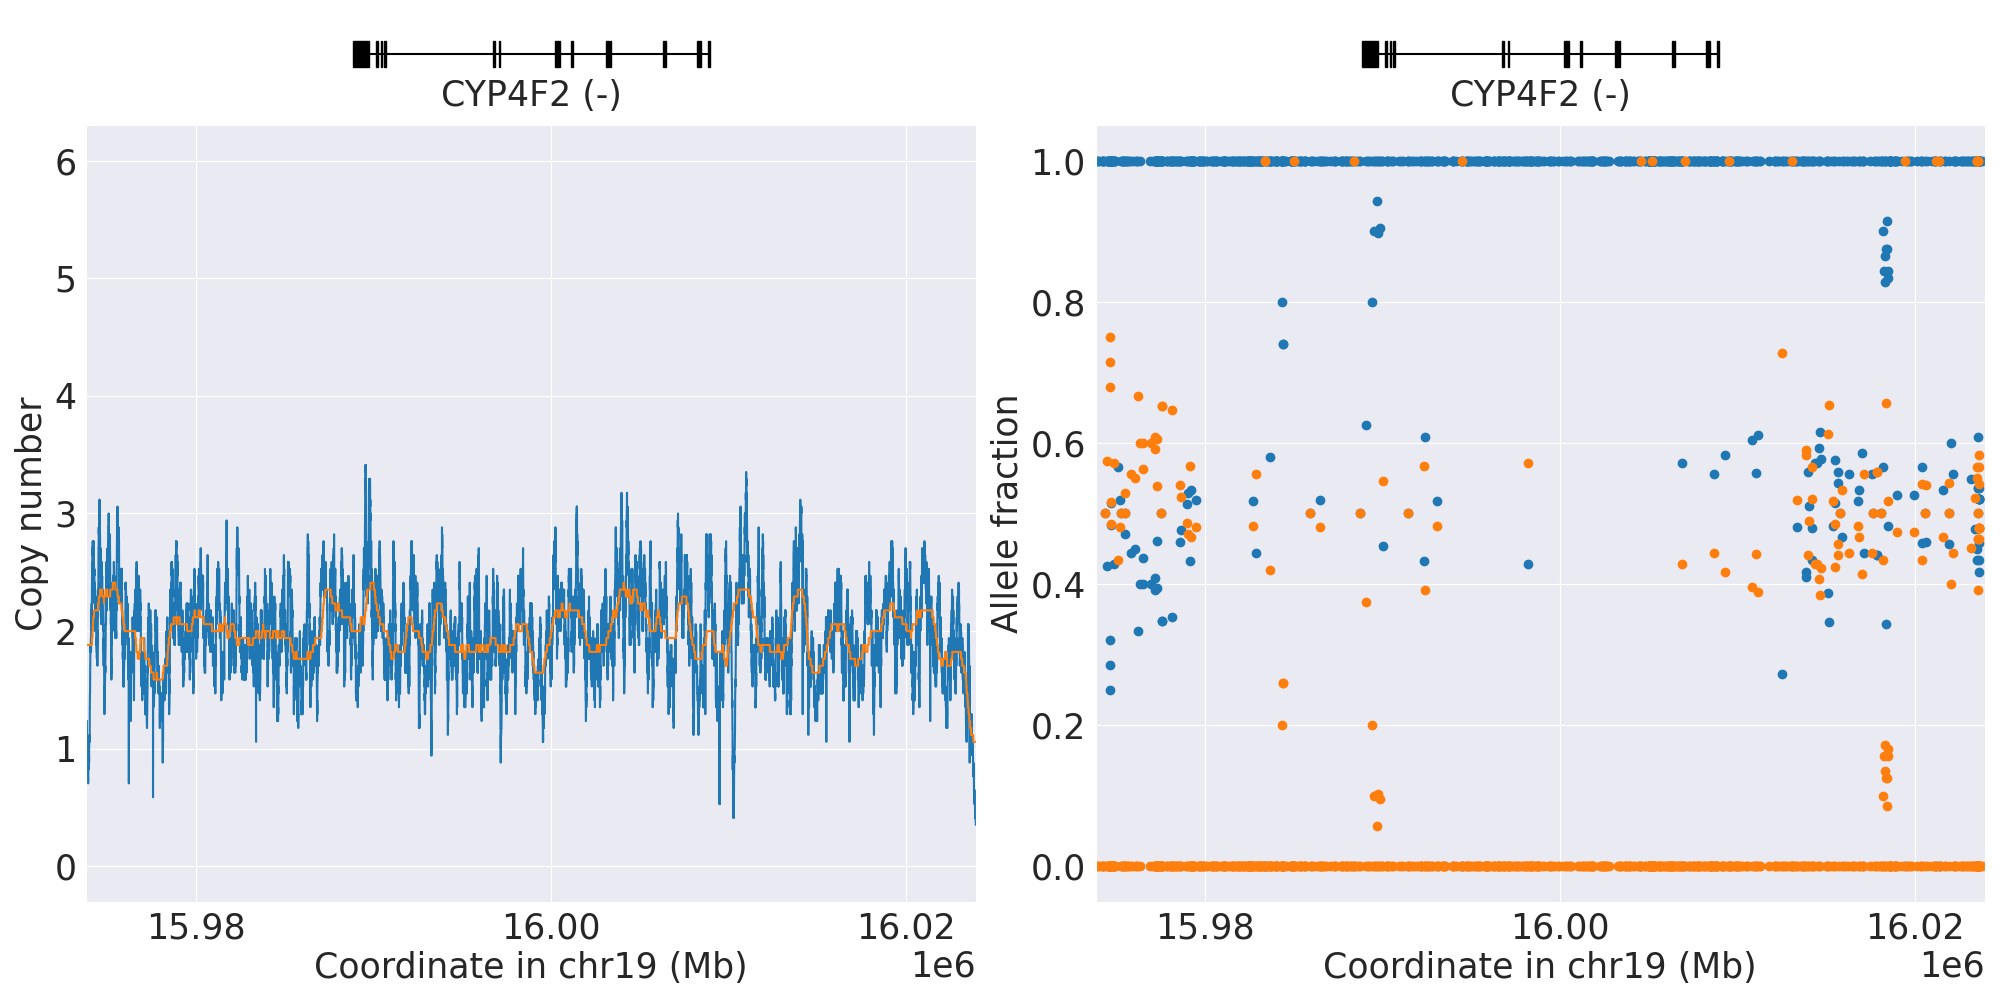 CYP4F2 (-)
6
5
4
3
2
1
0
Copy number
15.98
16.00
16.02
Coordinate in chr19 (Mb)
1e6
CYP4F2 (-)
1.0
0.8
0.6
0.4
0.2
0.0
Allele fraction
15.98
16.00
16.02
Coordinate in chr19 (Mb)
1e6